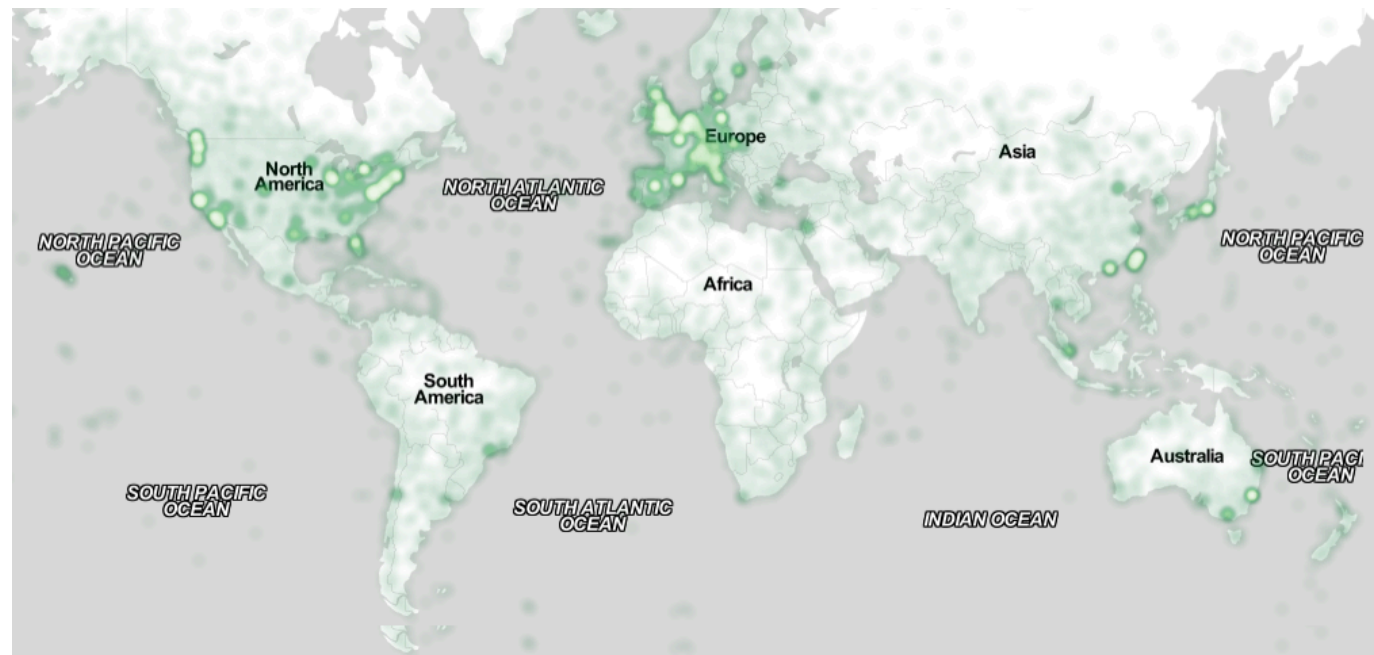 Europe
Asia
North
America
NORTH ATLANTIC
OCEAN
NORTH PACIFIC
OCEAN
NORTH PACIFIC
OCEAN
Africa
South
America
Australia
SOUTH PACI
OCEAN
SOUTH PACIFIC
OCEAN
SOUTH ATLANTIC
OCEAN
INDIAN OCEAN